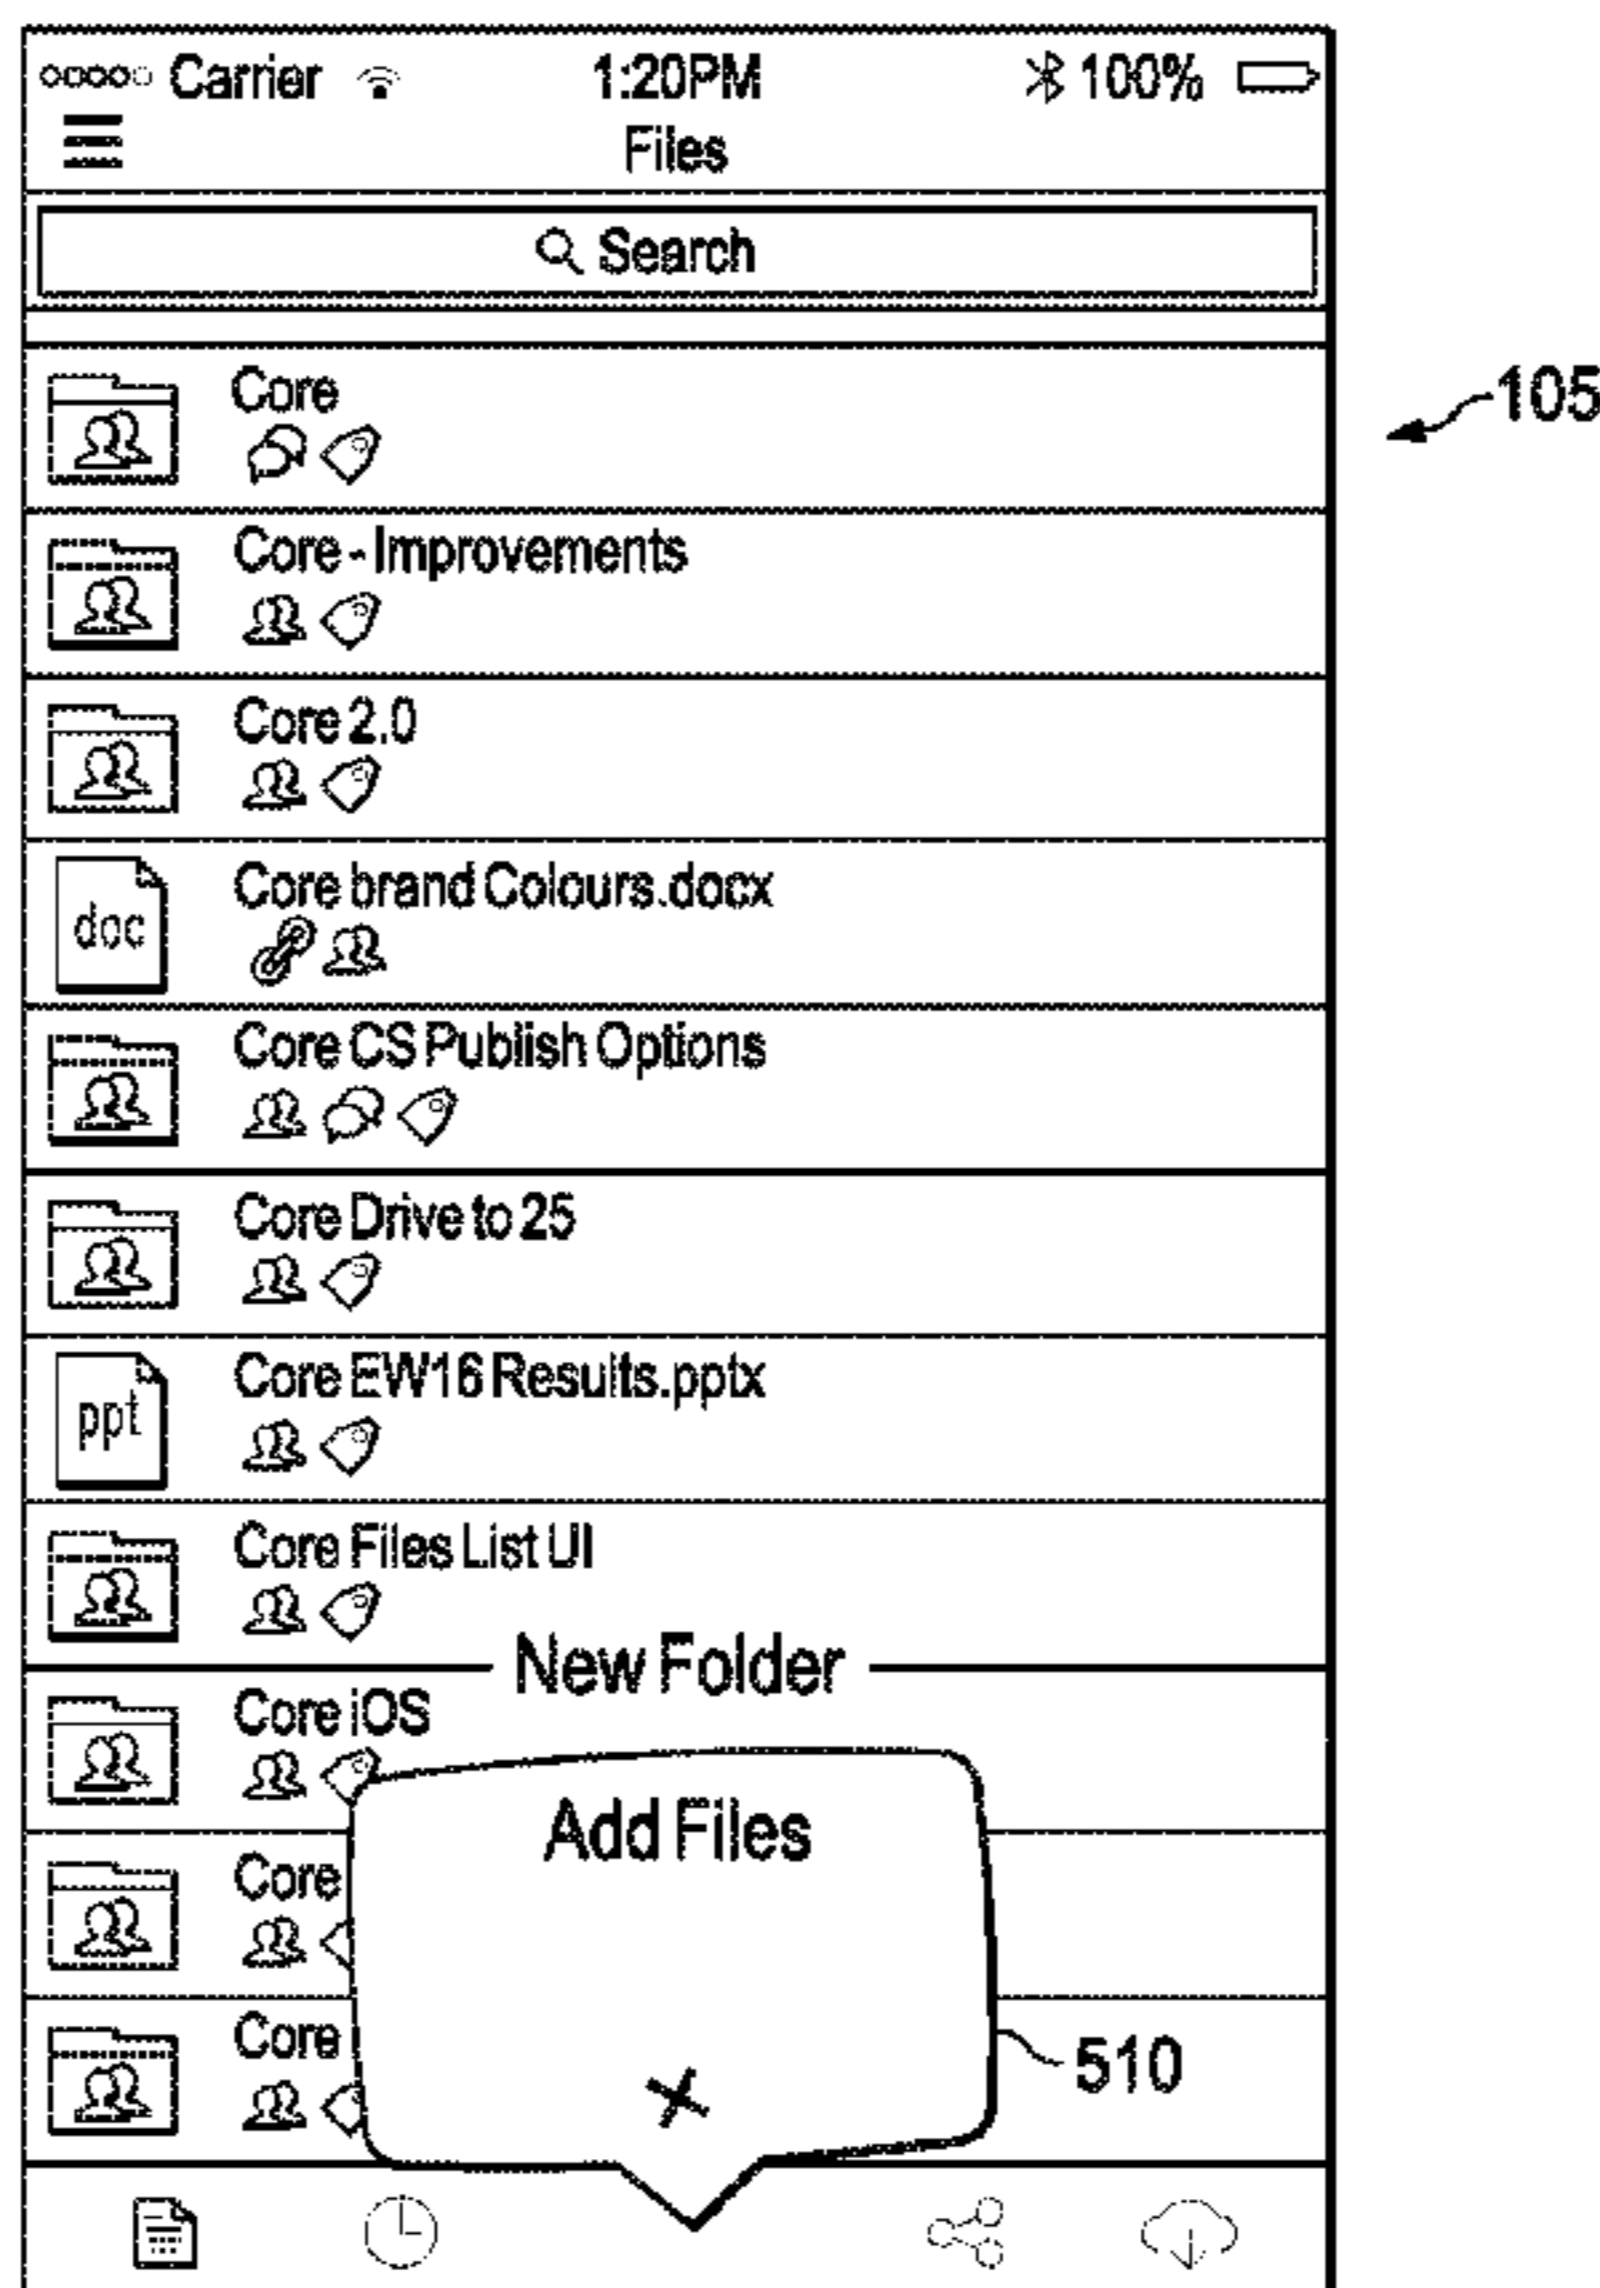 Carrier 1:20PM 100%
Files
Search
Core
105
Core - Improvements
Core 2.0
doc
Core brand Colours.docx
Core CS Publish Options
Core Drive to 25
ppt
Core EW16 Results.pptx
Core Files List UI
New Folder
Core iOS
Add Files
Core
Core
510